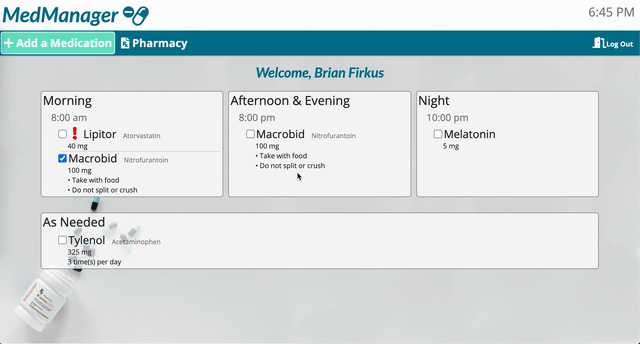 MedManager
6:45 PM
+ Add a Medication
Pharmacy
Log Out
Welcome, Brian Firkus
Morning
8:00 am
Lipitor Atorvastatin
40 mg
Macrobid Nitrofurantoin
100 mg
• Take with food
• Do not split or crush
Afternoon & Evening
8:00 pm
Macrobid Nitrofurantoin
100 mg
• Take with food
• Do not split or crush
Night
10:00 pm
Melatonin
5 mg
As Needed
Tylenol Acetaminophen
325 mg
3 time(s) per day